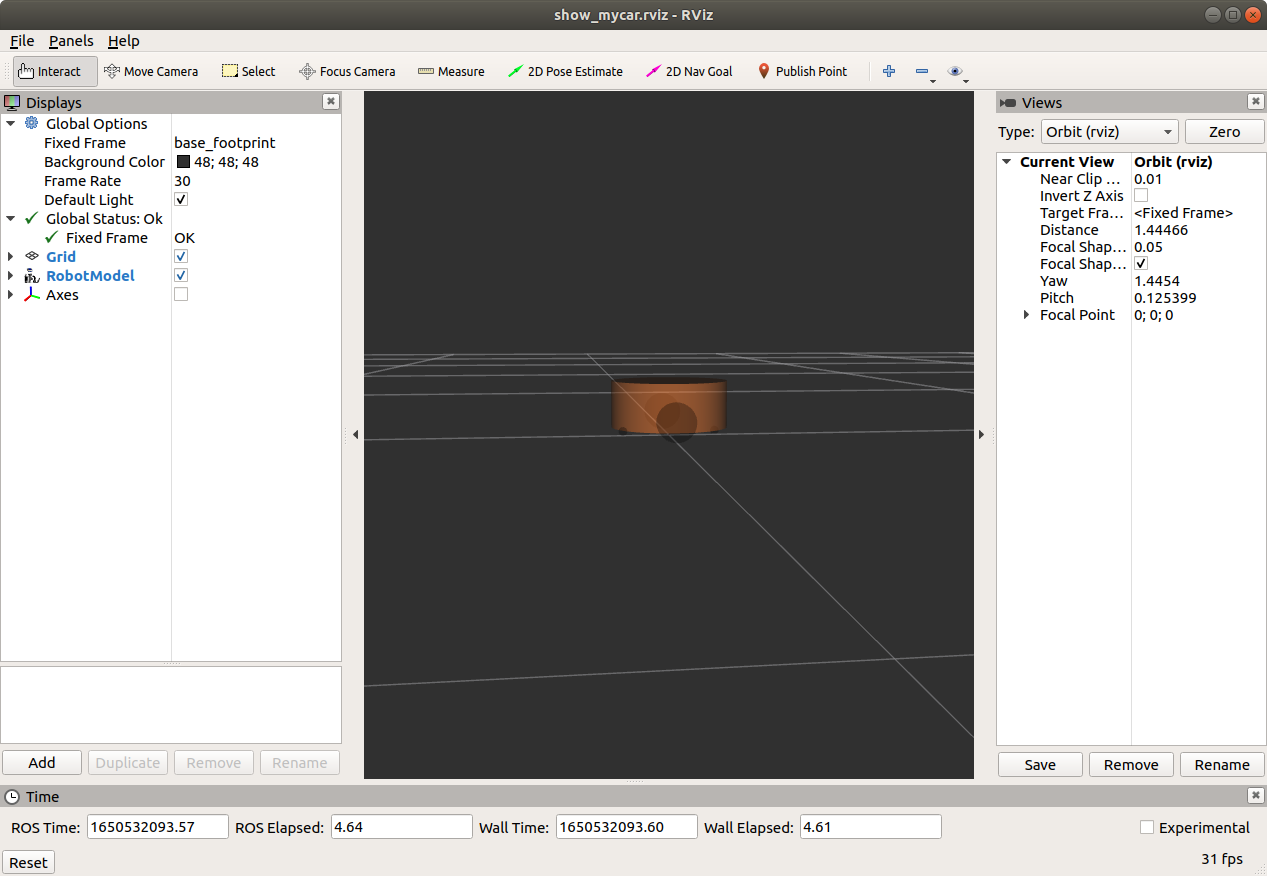 show_mycar.rviz - RViz
File Panels Help
Interact Move Camera Select Focus Camera Measure 2D Pose Estimate 2D Nav Goal Publish Point
Displays
Global Options
Fixed Frame base_footprint
Background Color 48; 48; 48
Frame Rate 30
Default Light
Global Status: Ok
Fixed Frame OK
Grid
RobotModel
Axes
Add Duplicate Remove Rename
Views
Type: Orbit (rviz) Zero
Current View Orbit (rviz)
Near Clip ... 0.01
Invert Z Axis
Target Fra... <Fixed Frame>
Distance 1.44466
Focal Shap... 0.05
Focal Shap...
Yaw 1.4454
Pitch 0.125399
Focal Point 0; 0; 0
Save Remove Rename
Time
ROS Time: 1650532093.57 ROS Elapsed: 4.64 Wall Time: 1650532093.60 Wall Elapsed: 4.61 Experimental
Reset 31 fps